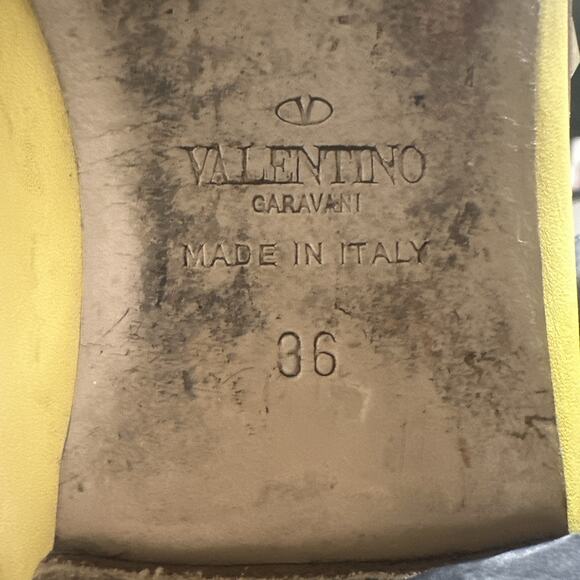 V
VALENTINO
GARAVANI
MADE IN ITALY
36